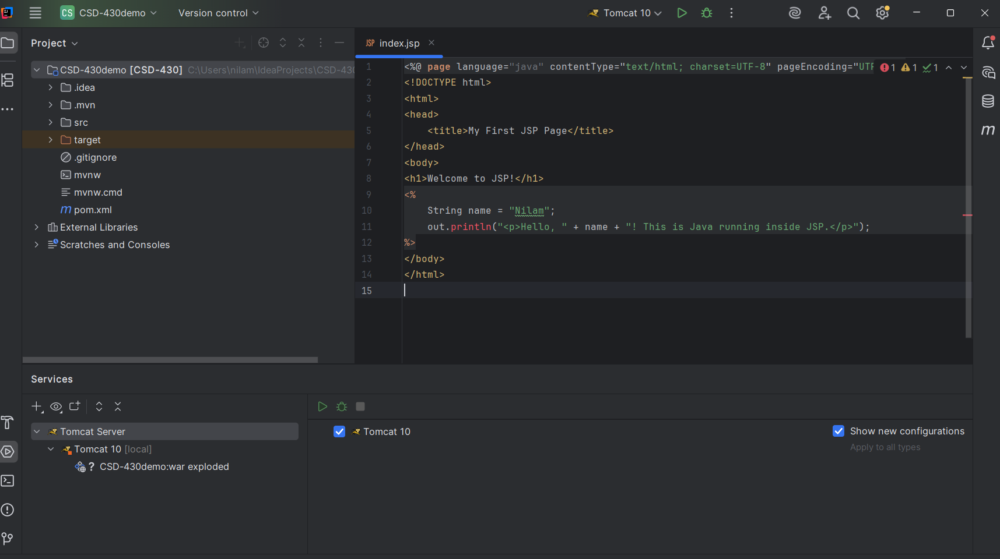 CS CSD-430demo Version control Tomcat 10
Project
CSD-430demo [CSD-430] C:\Users\nilam\IdeaProjects\CSD-430
.idea
.mvn
src
target
.gitignore
mvnw
mvnw.cmd
pom.xml
External Libraries
Scratches and Consoles
JSP index.jsp
1 <%@ page language="java" contentType="text/html; charset=UTF-8" pageEncoding="UTF 1 1 1
2 <!DOCTYPE html>
3 <html>
4 <head>
5 <title>My First JSP Page</title>
6 </head>
7 <body>
8 <h1>Welcome to JSP!</h1>
9 <%
10 String name = "Nilam";
11 out.println("<p>Hello, " + name + "! This is Java running inside JSP.</p>");
12 %>
13 </body>
14 </html>
15
Services
Tomcat Server
Tomcat 10 [local]
? CSD-430demo:war exploded
Tomcat 10
Show new configurations
Apply to all types